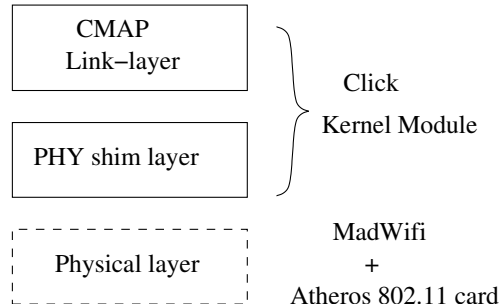 CMAP
Link−layer
PHY shim layer
Physical layer
Click
Kernel Module
MadWifi
+
Atheros 802.11 card